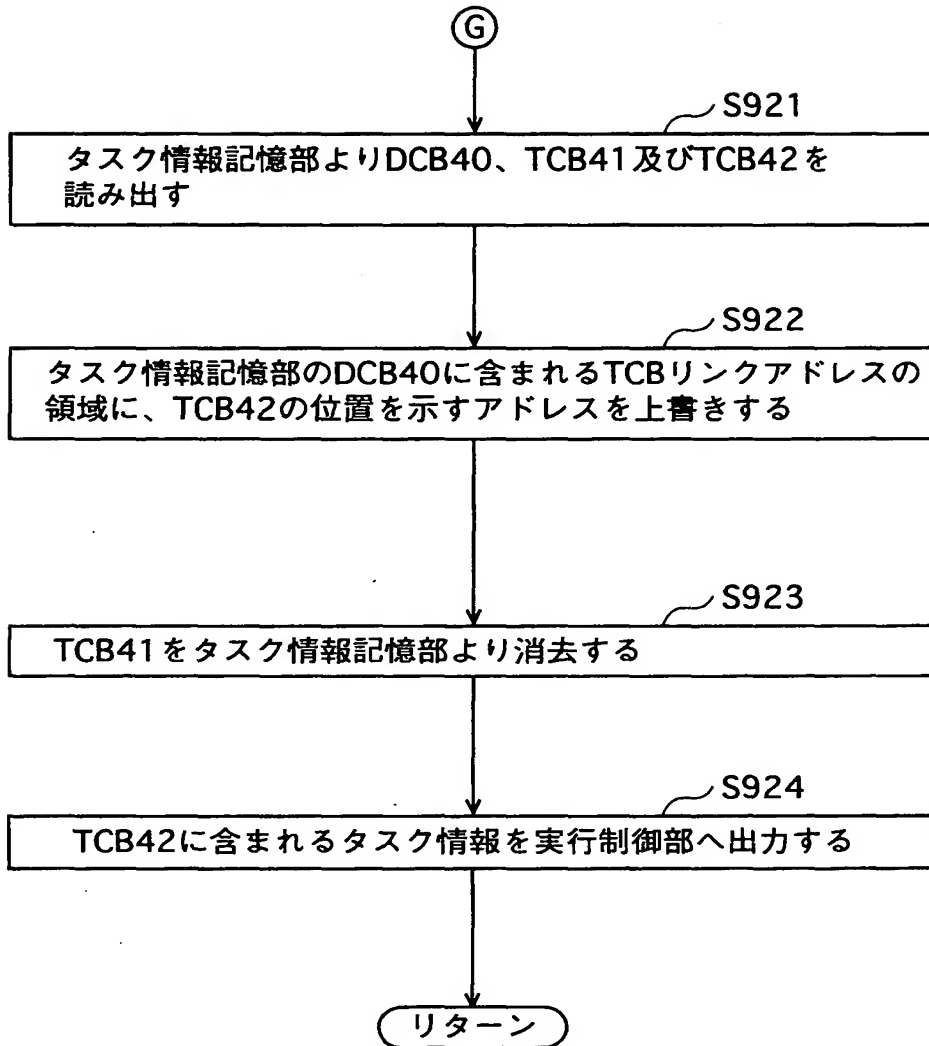 G
S921
タスク情報記憶部よりDCB40、TCB41及びTCB42を
読み出す
S922
タスク情報記憶部のDCB40に含まれるTCBリンクアドレスの
領域に、TCB42の位置を示すアドレスを上書きする
S923
TCB41をタスク情報記憶部より消去する
S924
TCB42に含まれるタスク情報を実行制御部へ出力する
リターン